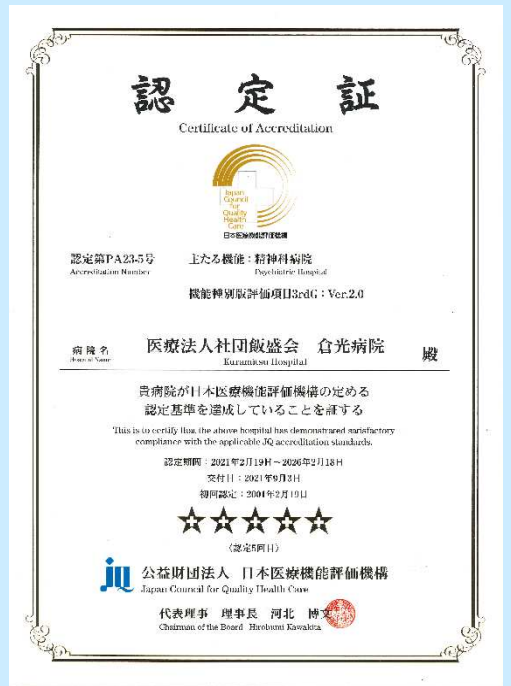 認定証
Certificate of Accreditation
Japan
Council
for
Quality
Health
Care
日本医療機能評価機構
認定第PA23-5号
Accreditation Number
主たる機能：精神科病院
Psychiatric Hospital
機能種別版評価項目3rdG：Ver.2.0
病院名
Hospital Name
医療法人社団飯盛会 倉光病院 殿
Kuramitsu Hospital
貴病院が日本医療機能評価機構の定める
認定基準を達成していることを証する
This is to certify that the above hospital has demonstrated satisfactory
compliance with the applicable JQ accreditation standards.
認定期間：2021年2月19日～2026年2月18日
交付日：2021年9月3日
初回認定：2001年2月19日
（認定5回目）
jq 公益財団法人 日本医療機能評価機構
Japan Council for Quality Health Care
代表理事 理事長 河北 博文
Chairman of the Board Hirobumi Kawakita